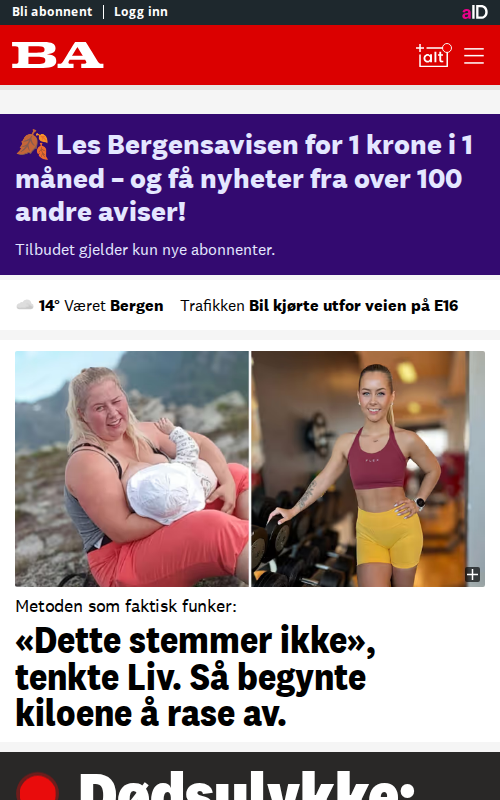 Bli abonnent | Logg inn
aID
BA
+alt
Les Bergensavisen for 1 krone i 1
måned – og få nyheter fra over 100
andre aviser!
Tilbudet gjelder kun nye abonnenter.
14° Været Bergen Trafikken Bil kjørte utfor veien på E16
Metoden som faktisk funker:
«Dette stemmer ikke»,
tenkte Liv. Så begynte
kiloene å rase av.
Dødsulykke: